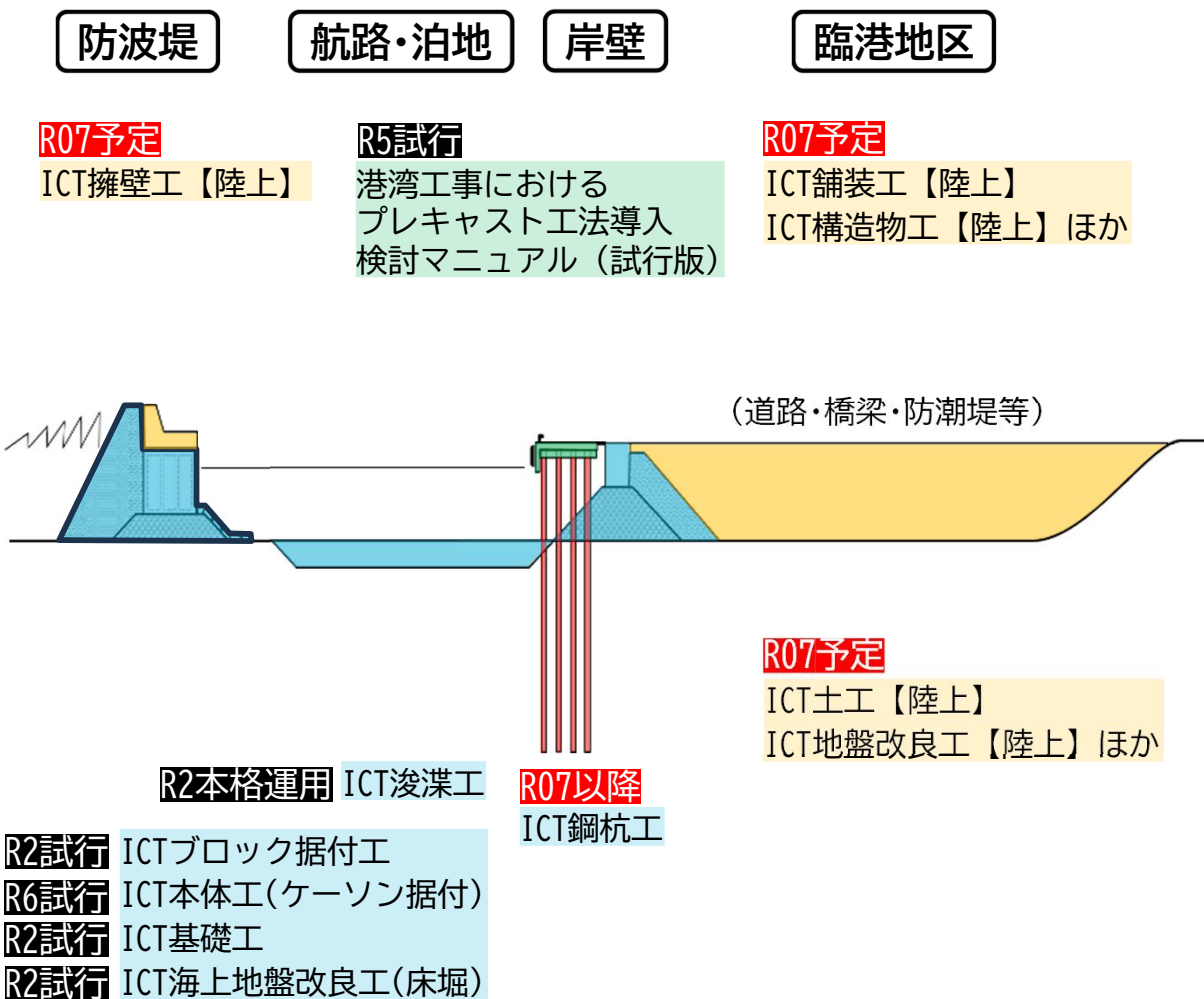 防波堤
航路・泊地
岸壁
臨港地区
R07予定
ICT擁壁工【陸上】
R5試行
港湾工事における
プレキャスト工法導入
検討マニュアル（試行版）
R07予定
ICT舗装工【陸上】
ICT構造物工【陸上】ほか
（道路・橋梁・防潮堤等）
R07予定
ICT土工【陸上】
ICT地盤改良工【陸上】ほか
R2本格運用 ICT浚渫工
R07以降
ICT鋼杭工
R2試行 ICTブロック据付工
R6試行 ICT本体工(ケーソン据付)
R2試行 ICT基礎工
R2試行 ICT海上地盤改良工(床堀)